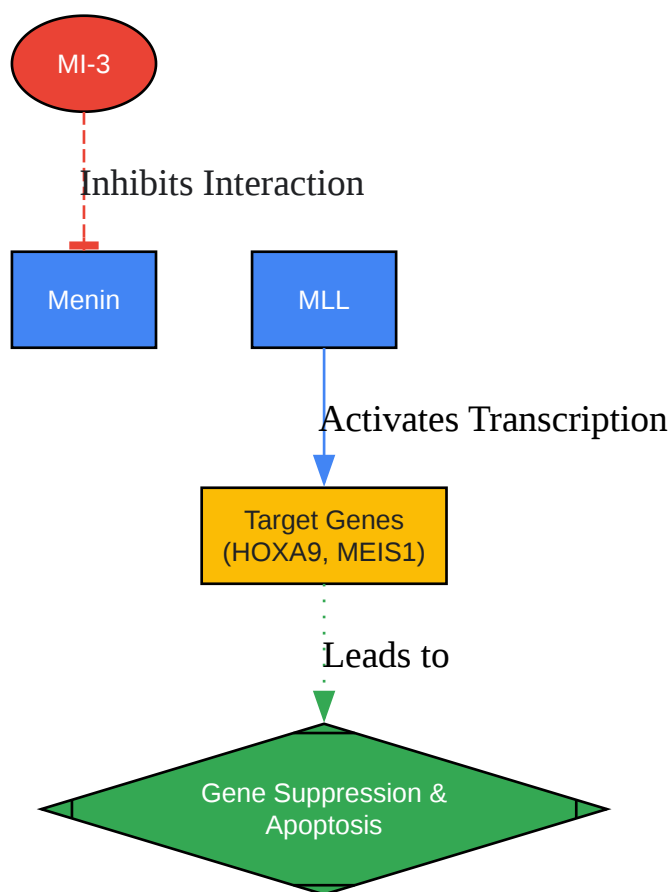 MI-3
Inhibits Interaction
Menin
MLL
Activates Transcription
Target Genes
(HOXA9, MEIS1)
Leads to
Gene Suppression &
Apoptosis